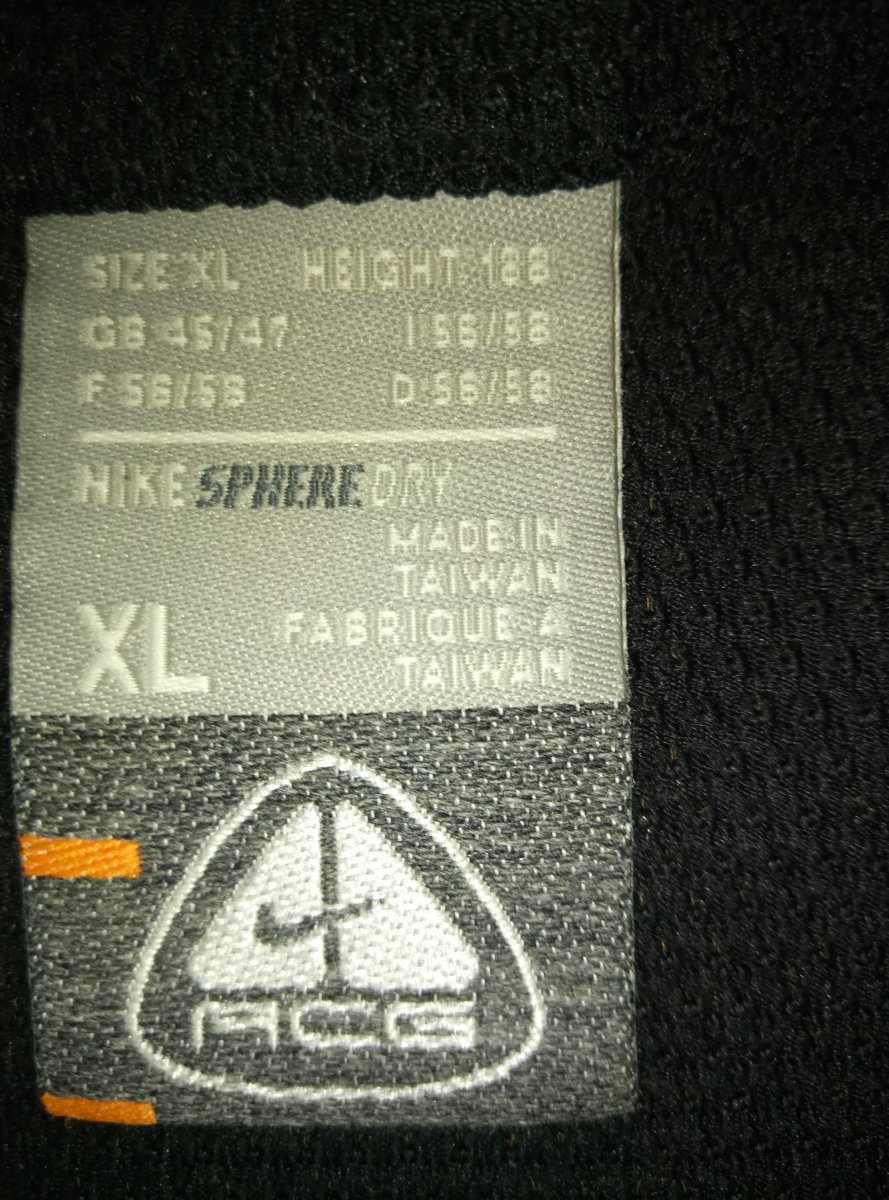 SIZE XL HEIGHT 188
GB 45/47 I 56/58
F 56/58 D 56/58
NIKE SPHERE DRY
MADE IN
TAIWAN
XL
FABRIQUE A
TAIWAN
ACG